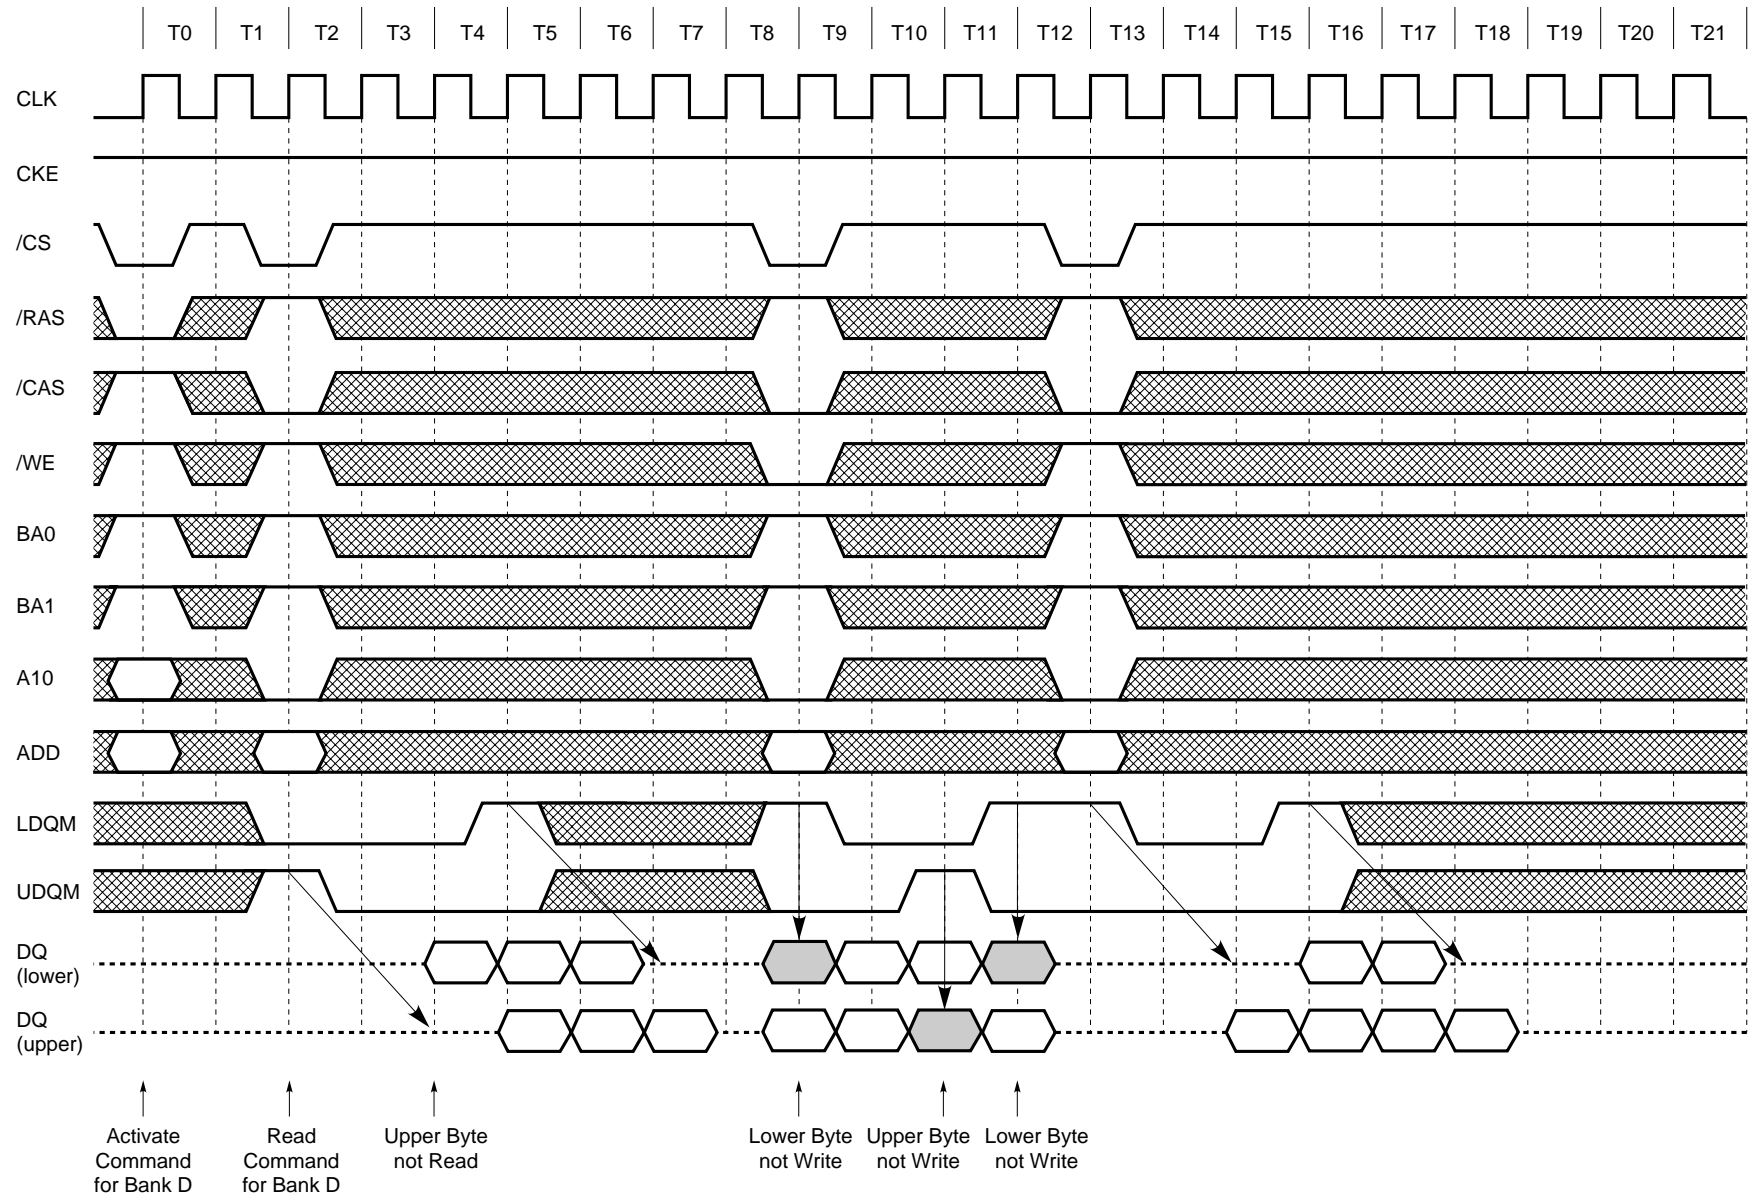 T0 T1 T2 T3 T4 T5 T6 T7 T8 T9 T10 T11 T12 T13 T14 T15 T16 T17 T18 T19 T20 T21
CLK
CKE
/CS
/RAS
/CAS
/WE
BA0
BA1
A10
ADD
LDQM
UDQM
DQ
(lower)
DQ
(upper)
Activate
Command
for Bank D
Read
Command
for Bank D
Upper Byte
not Read
Lower Byte
not Write
Upper Byte
not Write
Lower Byte
not Write